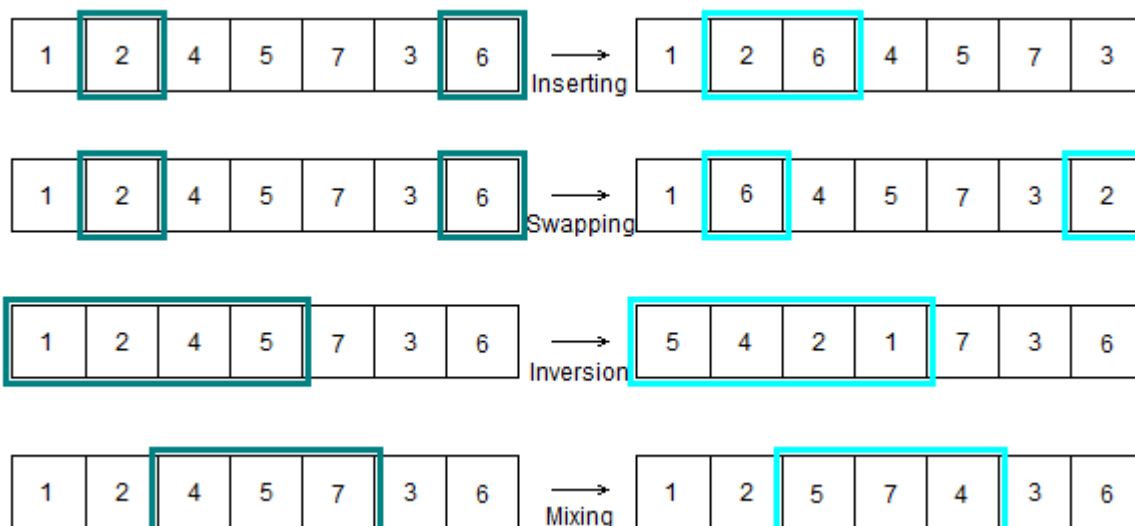 1 2 4 5 7 3 6 1 2 6 4 5 7 3
Inserting
1 2 4 5 7 3 6 1 6 4 5 7 3 2
Swapping
1 2 4 5 7 3 6 5 4 2 1 7 3 6
Inversion
1 2 4 5 7 3 6 1 2 5 7 4 3 6
Mixing